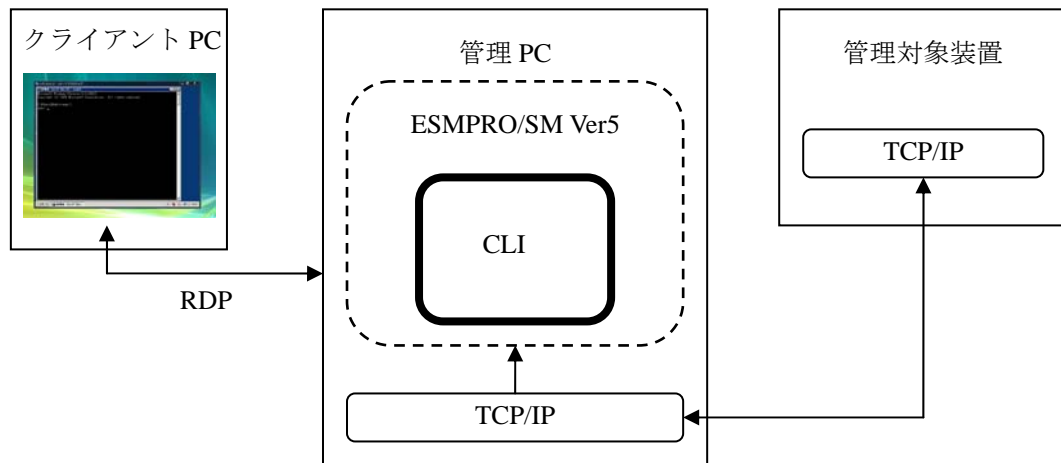 クライアント PC
管理 PC
管理対象装置
ESMPRO/SM Ver5
TCP/IP
CLI
RDP
TCP/IP